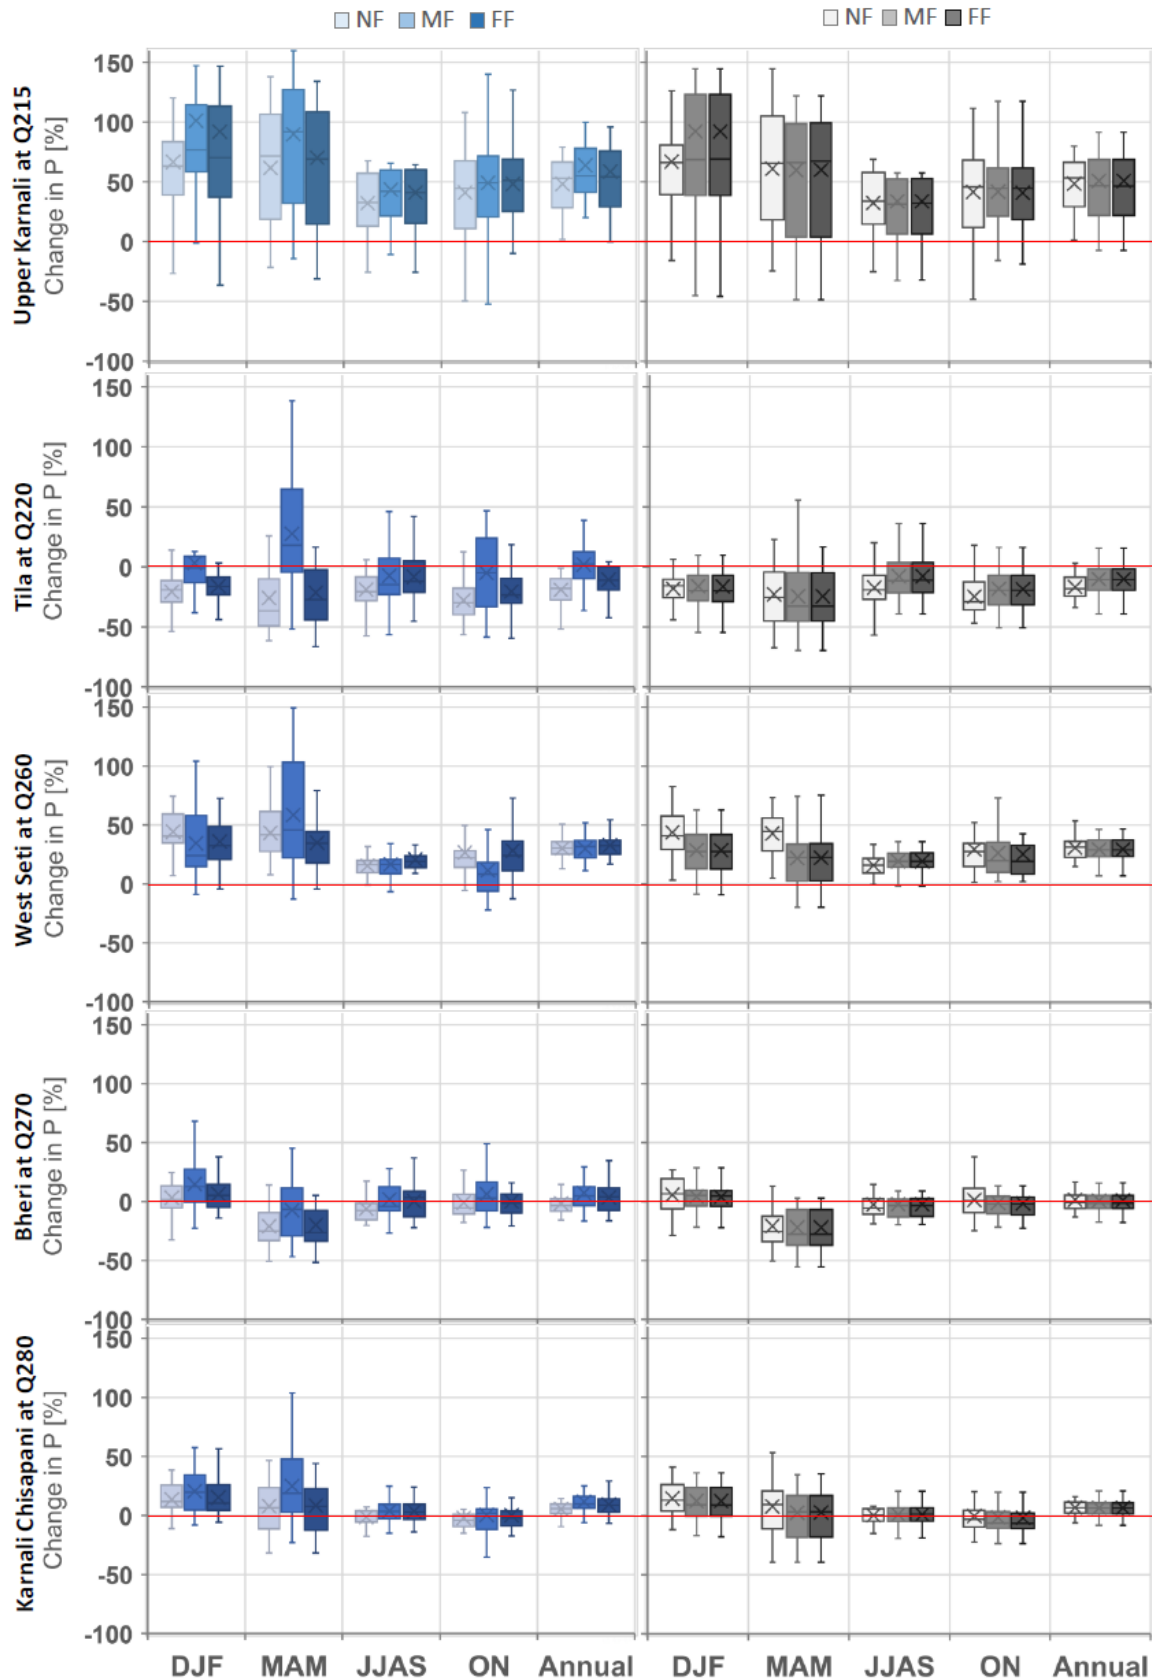 NF MF FF NF MF FF
Upper Karnali at Q215
Change in P [%]
150
100
50
0
-50
-100
Tila at Q220
Change in P [%]
150
100
50
0
-50
-100
West Seti at Q260
Change in P [%]
150
100
50
0
-50
-100
Bheri at Q270
Change in P [%]
150
100
50
0
-50
-100
Karnali Chisapani at Q280
Change in P [%]
150
100
50
0
-50
-100
DJF MAM JJAS ON Annual DJF MAM JJAS ON Annual